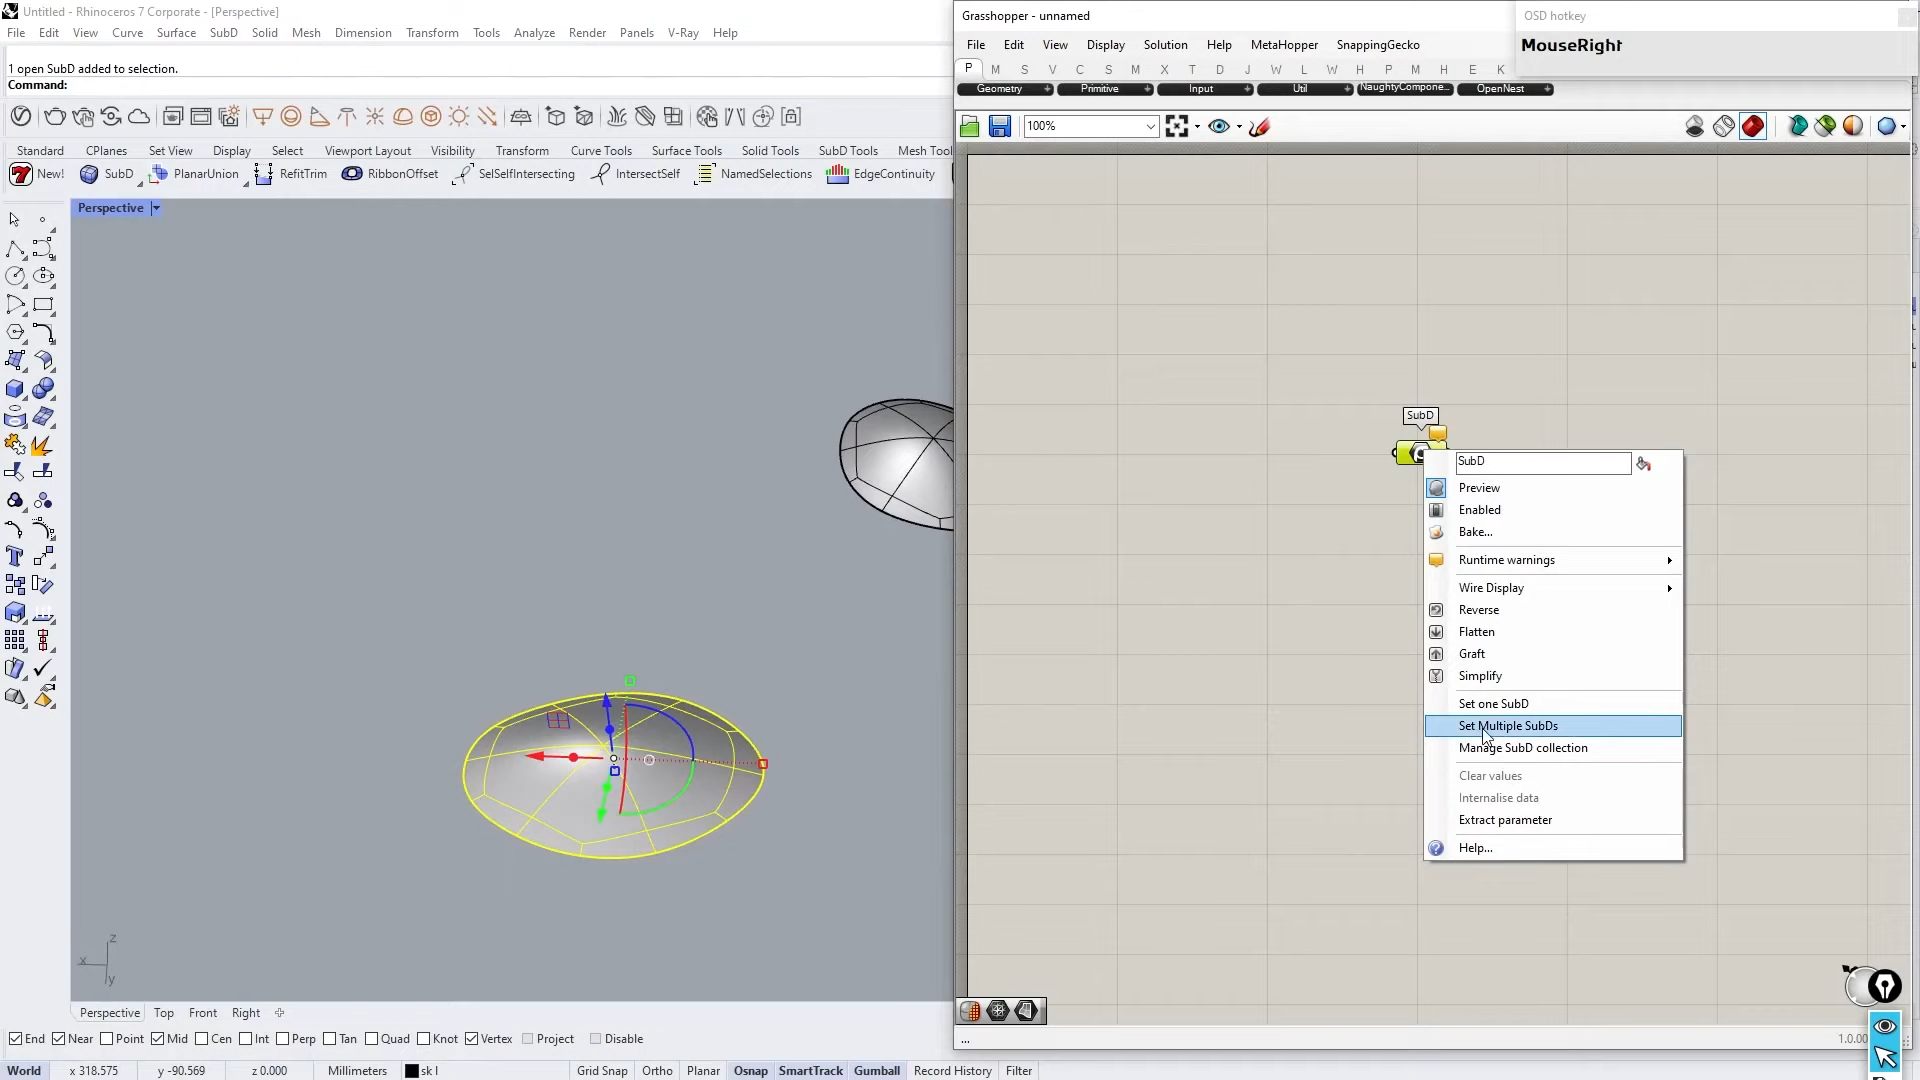 Untitled - Rhinoceros 7 Corporate - [Perspective]
File Edit View Curve Surface SubD Solid Mesh Dimension Transform Tools Analyze Render Panels V-Ray Help
1 open SubD added to selection.
Command:
Standard CPlanes Set View Display Select Viewport Layout Visibility Transform Curve Tools Surface Tools Solid Tools SubD Tools Mesh Tool
New! SubD PlanarUnion RefitTrim RibbonOffset SelSelfIntersecting IntersectSelf NamedSelections EdgeContinuity
Perspective
z
x
y
Perspective Top Front Right
End Near Point Mid Cen Int Perp Tan Quad Knot Vertex Project Disable
World x 318.575 y -90.569 z 0.000 Millimeters sk l Grid Snap Ortho Planar Osnap SmartTrack Gumball Record History Filter
Grasshopper - unnamed
OSD hotkey
MouseRight
File Edit View Display Solution Help MetaHopper SnappingGecko
P M S V C S M X T D J W L W H P M H E K
Geometry Primitive Input Util NaughtyCompone... OpenNest
100%
SubD
SubD
Preview
Enabled
Bake...
Runtime warnings
Wire Display
Reverse
Flatten
Graft
Simplify
Set one SubD
Set Multiple SubDs
Manage SubD collection
Clear values
Internalise data
Extract parameter
Help...
...
1.0.00